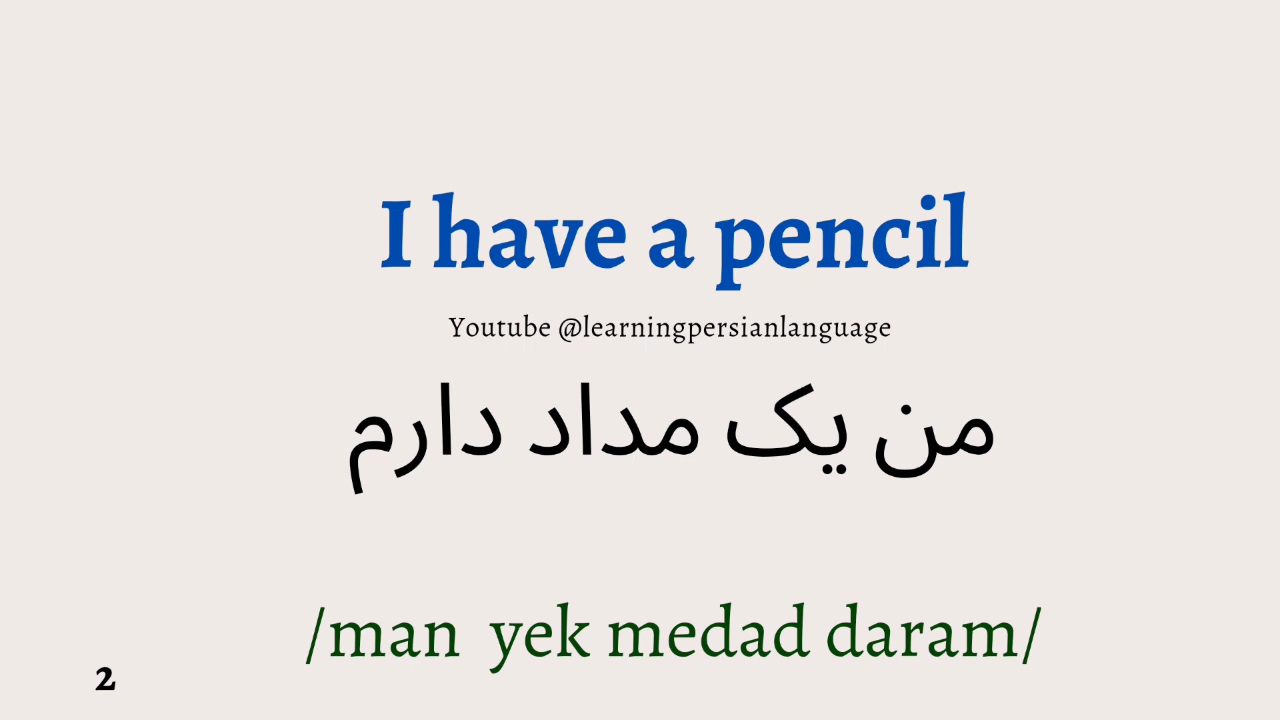 I have a pencil
Youtube @learningpersianlanguage
من یک مداد دارم
/man yek medad daram/
2